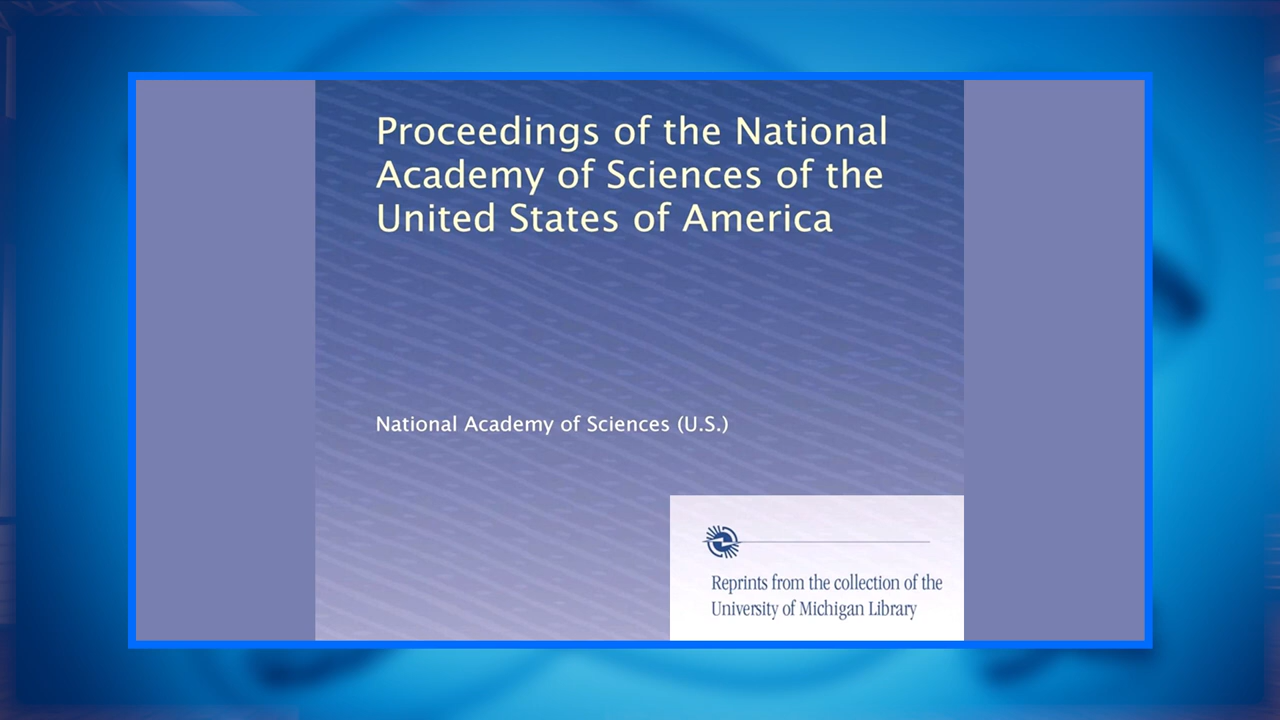 Proceedings of the National
Academy of Sciences of the
United States of America
National Academy of Sciences (U.S.)
Reprints from the collection of the
University of Michigan Library